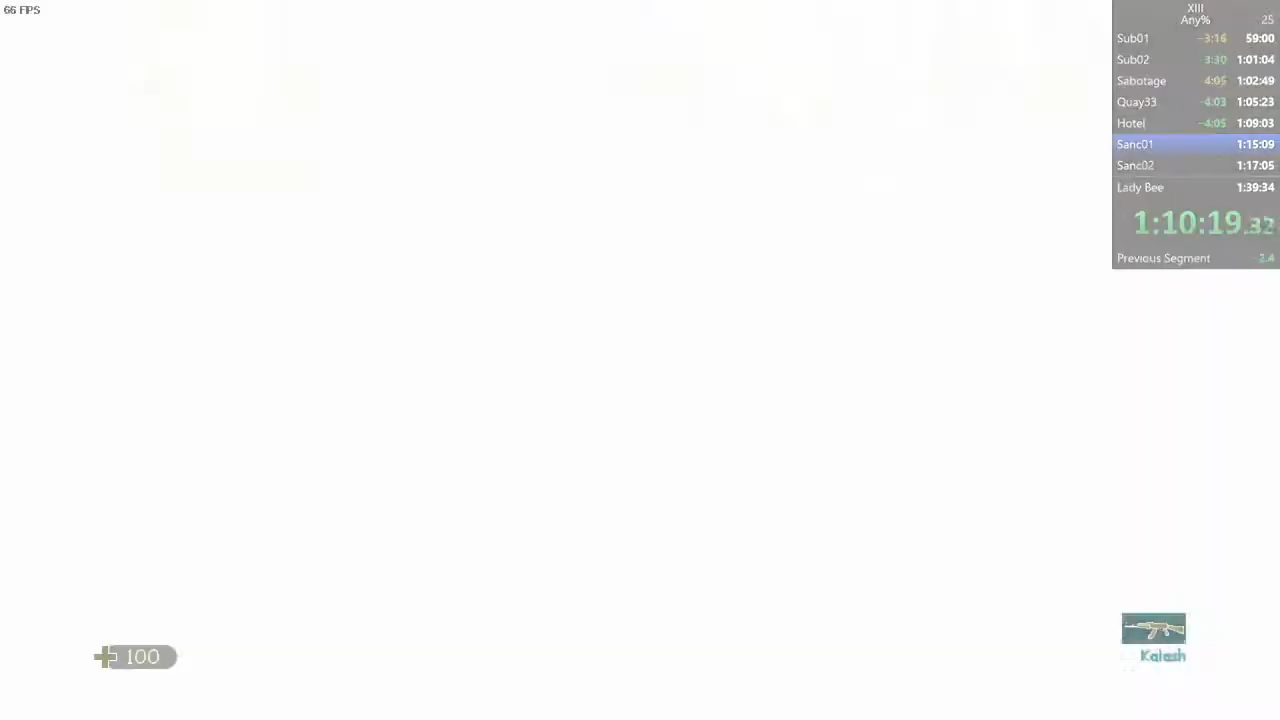 66 FPS
XIII
Any% 25
Sub01 -3:16 59:00
Sub02 3:30 1:01:04
Sabotage 4:05 1:02:49
Quay33 -4:03 1:05:23
Hotel -4:05 1:09:03
Sanc01 1:15:09
Sanc02 1:17:05
Lady Bee 1:39:34
1:10:19.32
Previous Segment -2.4
100
Kalash